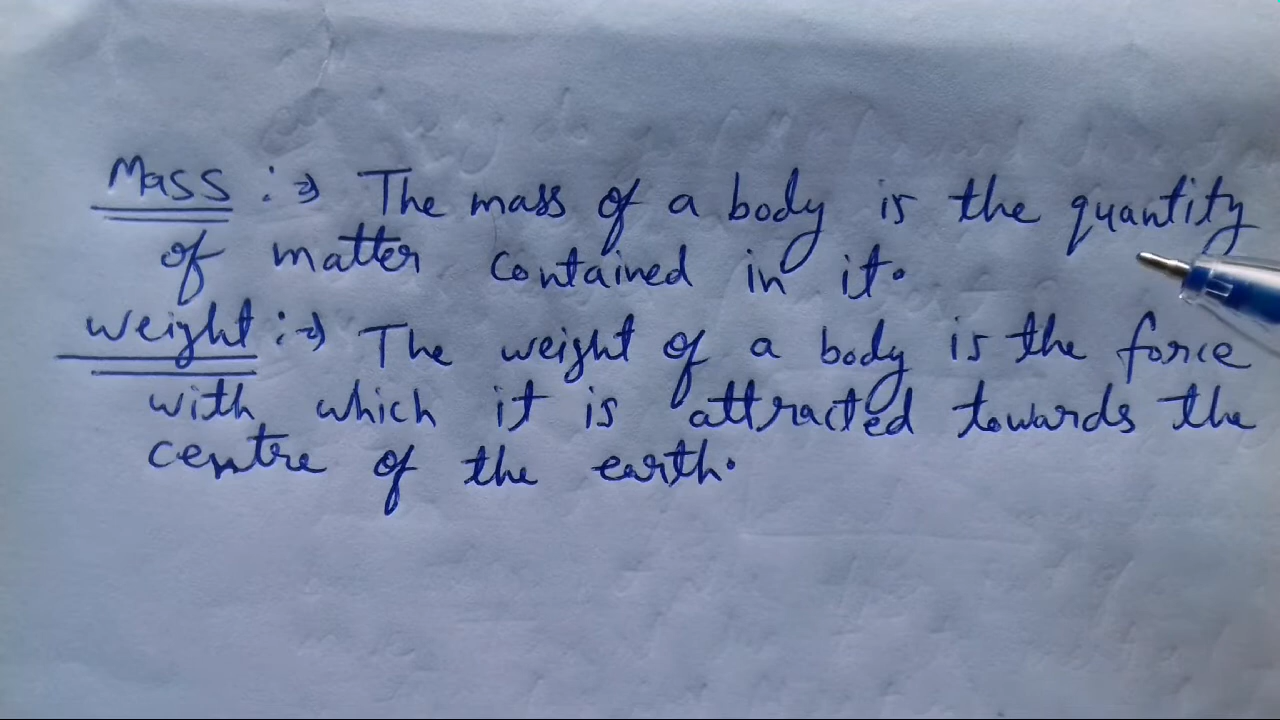 Mass :⇒ The mass of a body is the quantity
of matter contained in it.
Weight :⇒ The weight of a body is the force
with which it is attracted towards the
centre of the earth.